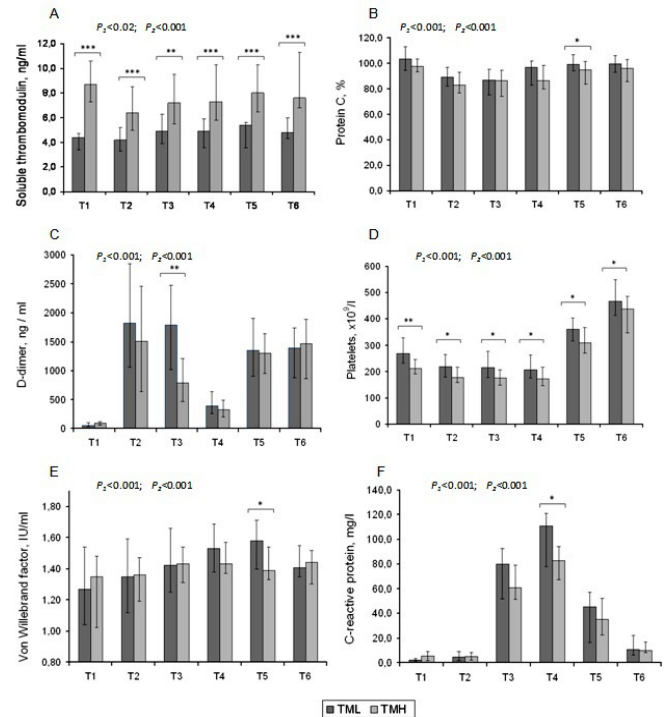 A
P₁<0.02; P₂<0.001
Soluble thrombomodulin, ng/ml
12,0
10,0
8,0
6,0
4,0
2,0
0,0
*** *** ** *** *** ***
T1 T2 T3 T4 T5 T6
B
P₁<0.001; P₂<0.001
Protein C, %
120,0
100,0
80,0
60,0
40,0
20,0
0,0
*
T1 T2 T3 T4 T5 T6
C
P₁<0.001; P₂<0.001
D-dimer, ng / ml
3000
2500
2000
1500
1000
500
0
**
T1 T2 T3 T4 T5 T6
D
P₁<0.001; P₂<0.001
Platelets, x10⁹/l
600
500
400
300
200
100
0
** * * * * *
T1 T2 T3 T4 T5 T6
E
P₁<0.001; P₂<0.001
Von Willebrand factor, IU/ml
1,80
1,60
1,40
1,20
1,00
0,80
*
T1 T2 T3 T4 T5 T6
F
P₁<0.001; P₂<0.001
C-reactive protein, mg/l
140,0
120,0
100,0
80,0
60,0
40,0
20,0
0,0
*
T1 T2 T3 T4 T5 T6
TML TMH